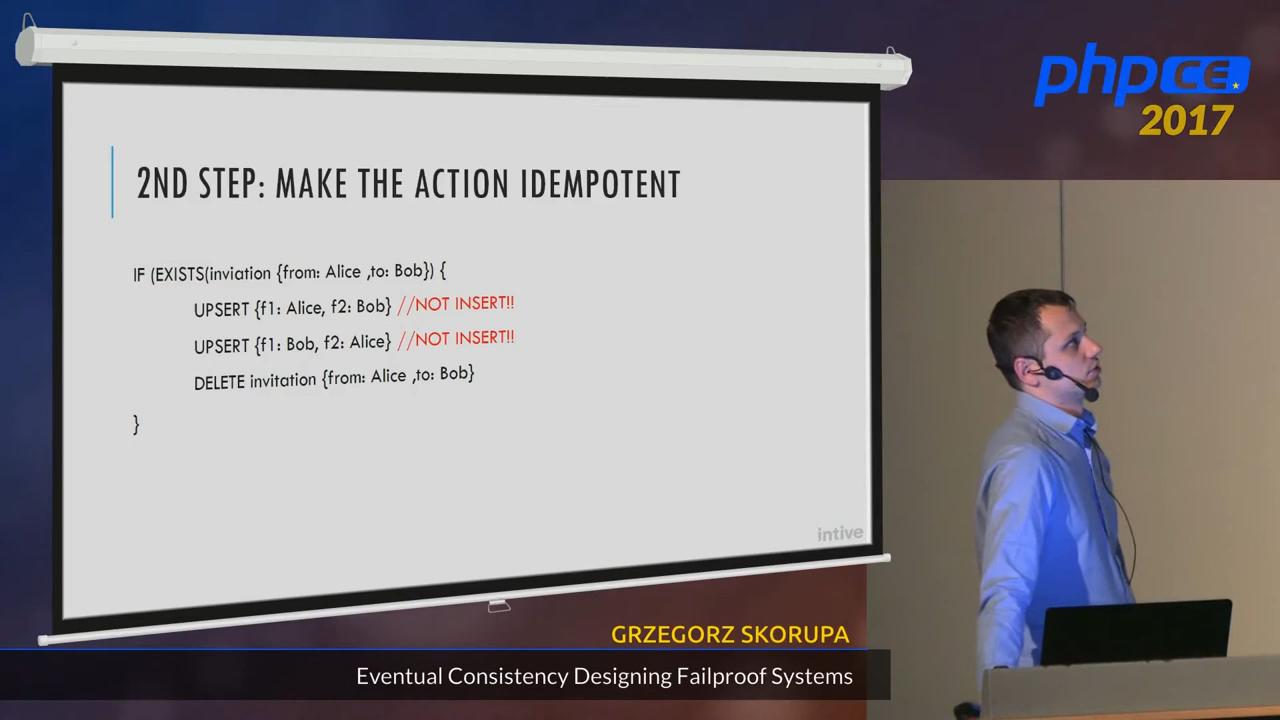 2ND STEP: MAKE THE ACTION IDEMPOTENT
IF (EXISTS(inviation {from: Alice ,to: Bob}) {
UPSERT {f1: Alice, f2: Bob} //NOT INSERT!!
UPSERT {f1: Bob, f2: Alice} //NOT INSERT!!
DELETE invitation {from: Alice ,to: Bob}
}
intive
php CE
2017
GRZEGORZ SKORUPA
Eventual Consistency Designing Failproof Systems